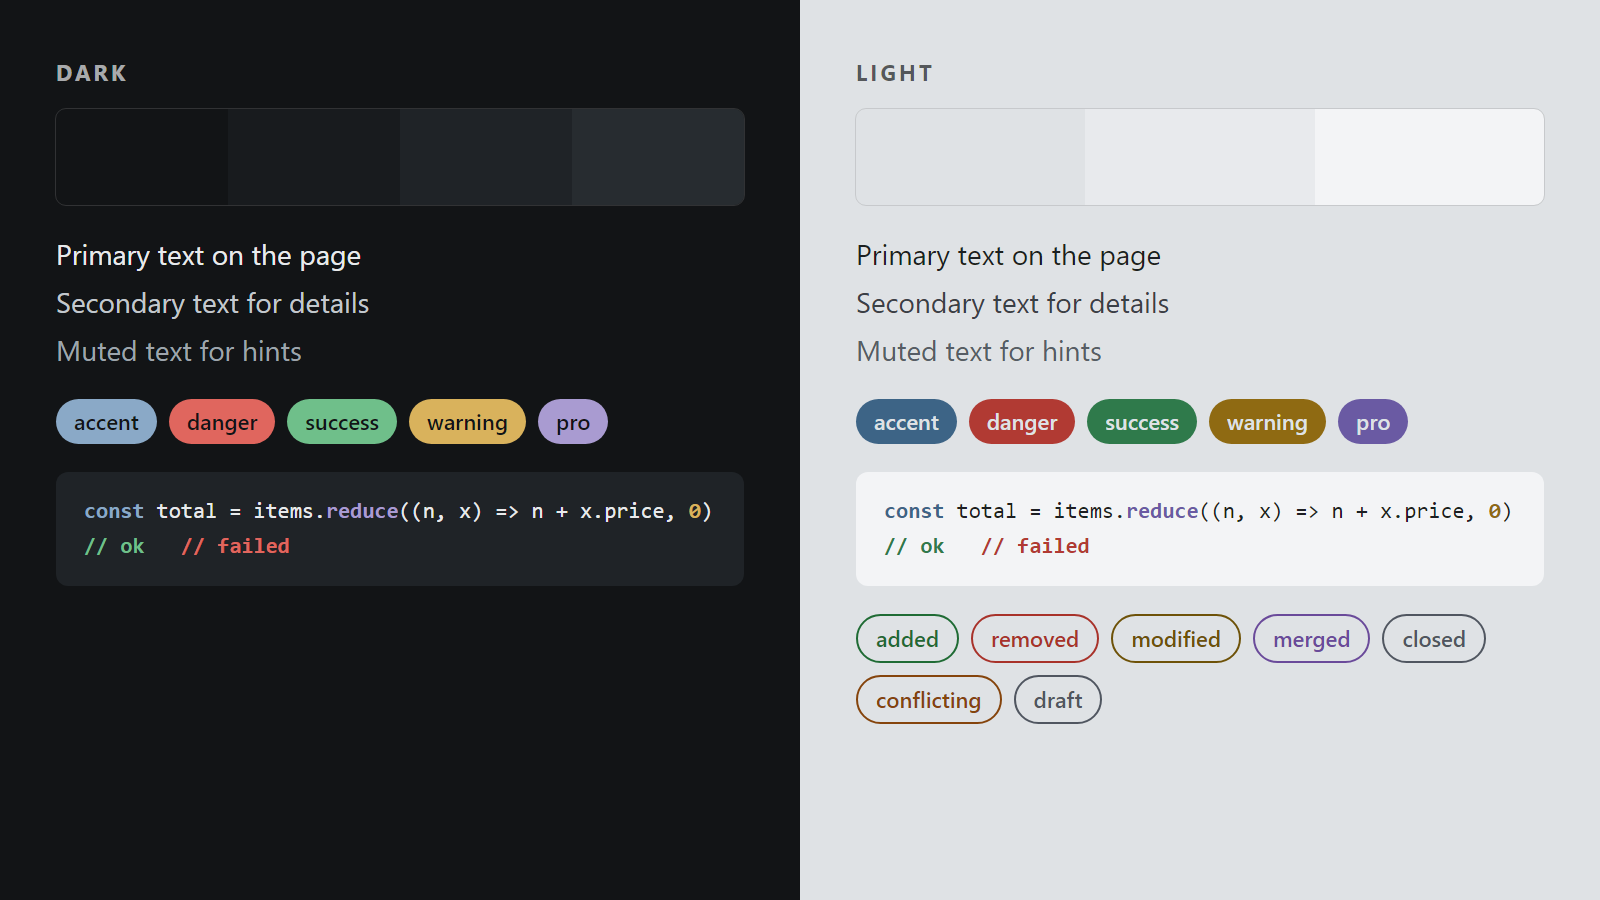 DARK
Primary text on the page
Secondary text for details
Muted text for hints
accent danger success warning pro
const total = items.reduce((n, x) => n + x.price, 0)
// ok // failed
LIGHT
Primary text on the page
Secondary text for details
Muted text for hints
accent danger success warning pro
const total = items.reduce((n, x) => n + x.price, 0)
// ok // failed
added removed modified merged closed
conflicting draft